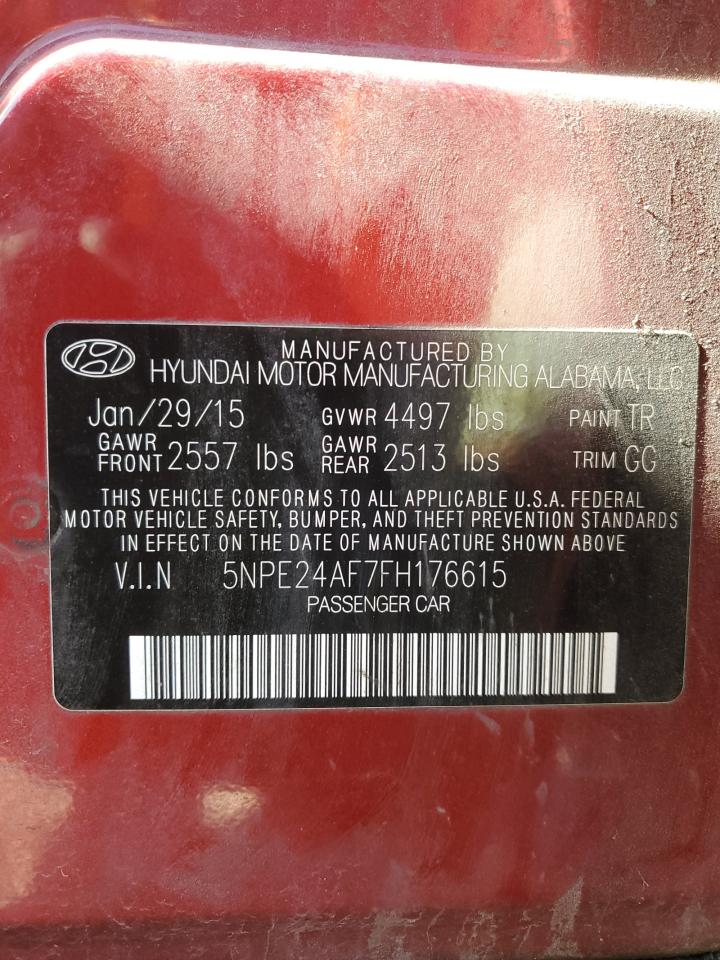 MANUFACTURED BY
HYUNDAI MOTOR MANUFACTURING ALABAMA, LLC
Jan/29/15 GVWR 4497 lbs PAINT TR
GAWR FRONT 2557 lbs GAWR REAR 2513 lbs TRIM GG
THIS VEHICLE CONFORMS TO ALL APPLICABLE U.S.A. FEDERAL
MOTOR VEHICLE SAFETY, BUMPER, AND THEFT PREVENTION STANDARDS
IN EFFECT ON THE DATE OF MANUFACTURE SHOWN ABOVE
V.I.N 5NPE24AF7FH176615
PASSENGER CAR